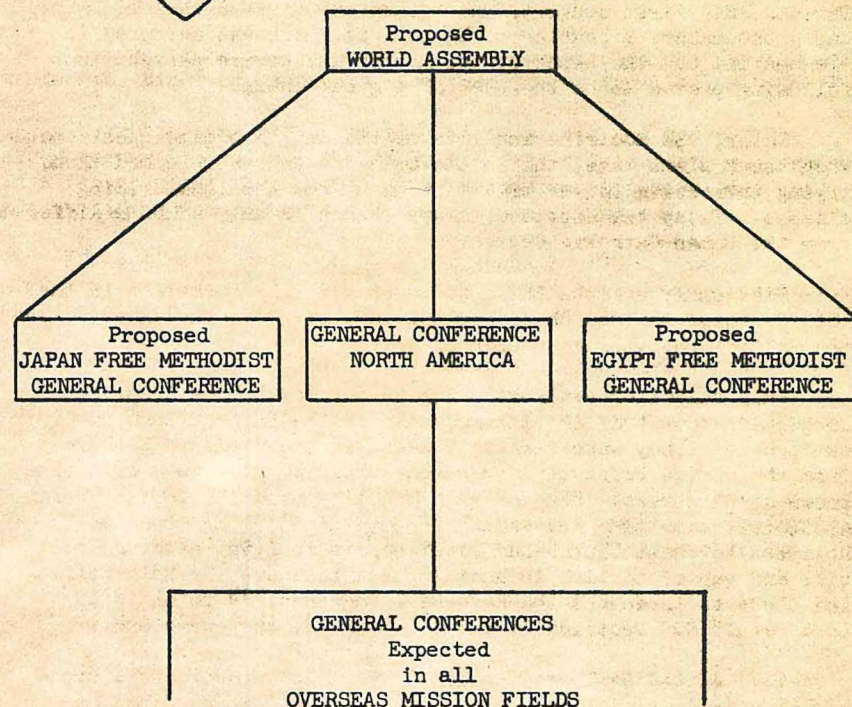 Proposed
WORLD ASSEMBLY
Proposed
JAPAN FREE METHODIST
GENERAL CONFERENCE
GENERAL CONFERENCE
NORTH AMERICA
Proposed
EGYPT FREE METHODIST
GENERAL CONFERENCE
GENERAL CONFERENCES
Expected
in all
OVERSEAS MISSION FIELDS